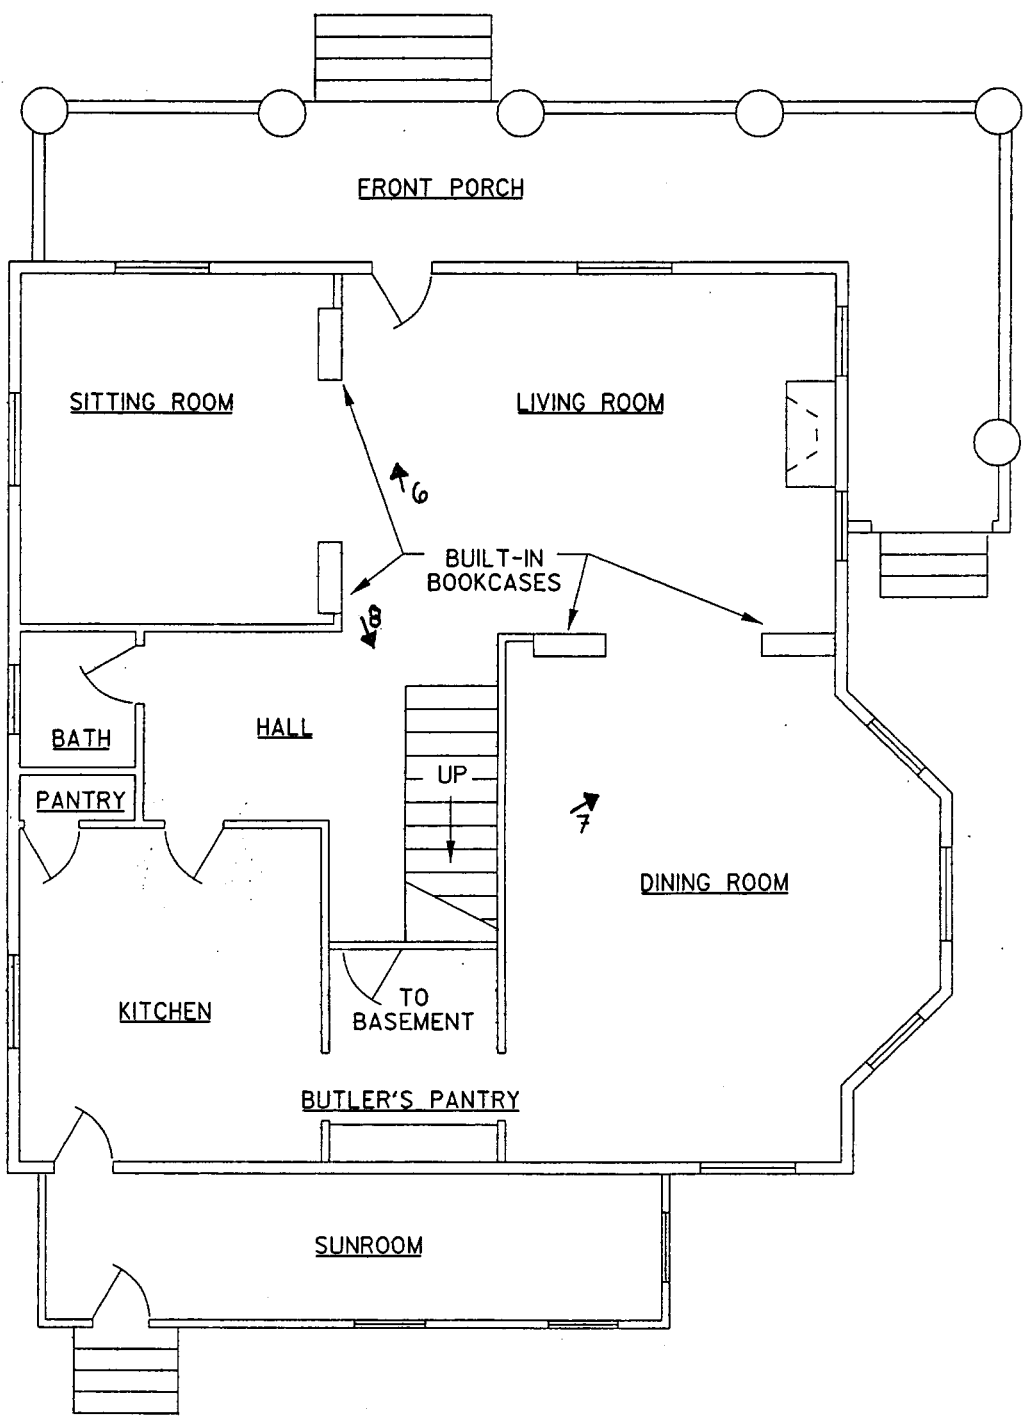 FRONT PORCH
SITTING ROOM
LIVING ROOM
6
BUILT-IN
BOOKCASES
8
HALL
BATH
UP
PANTRY
7
DINING ROOM
TO
BASEMENT
KITCHEN
BUTLER'S PANTRY
SUNROOM